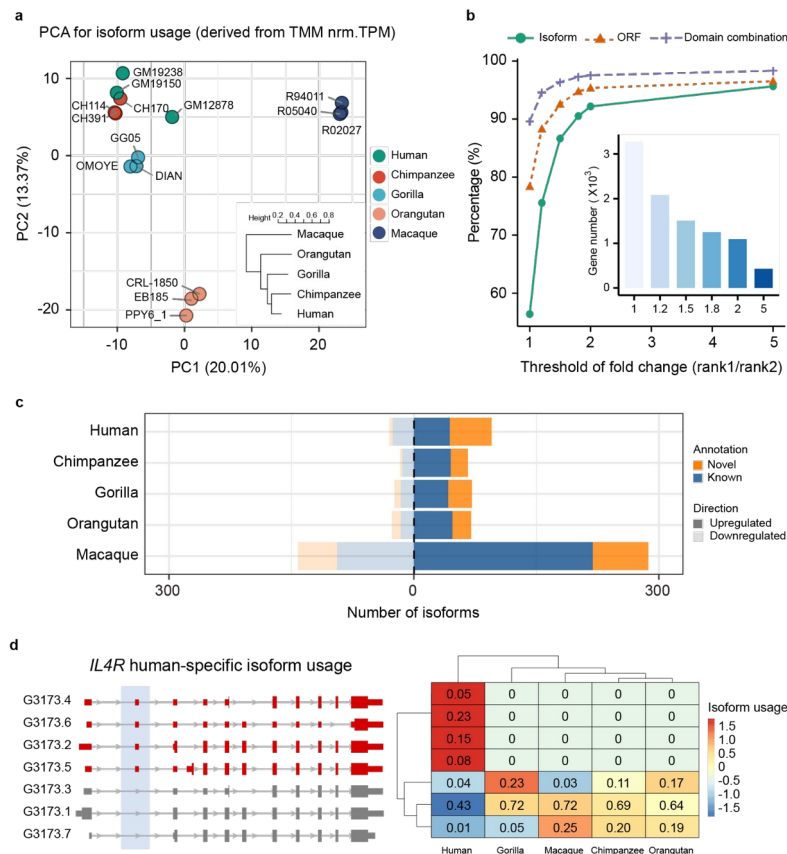 a
PCA for isoform usage (derived from TMM nrm.TPM)
10
0
-10
-20
PC2 (13.37%)
-10
0
10
20
PC1 (20.01%)
GM19238
GM19150
CH114
CH170
CH391
GM12878
R94011
R05040
R02027
GG05
OMOYE
DIAN
CRL-1850
EB185
PPY6_1
Human
Chimpanzee
Gorilla
Orangutan
Macaque
Height
0.2 0.4 0.6 0.8
Macaque
Orangutan
Gorilla
Chimpanzee
Human
b
Isoform ORF Domain combination
100
90
80
70
60
Percentage (%)
1 2 3 4 5
Threshold of fold change (rank1/rank2)
Gene number ( X10³)
3
2
1
0
1 1.2 1.5 1.8 2 5
c
Human
Chimpanzee
Gorilla
Orangutan
Macaque
300 0 300
Number of isoforms
Annotation
Novel
Known
Direction
Upregulated
Downregulated
d
IL4R human-specific isoform usage
G3173.4
G3173.6
G3173.2
G3173.5
G3173.3
G3173.1
G3173.7
0.05 0 0 0 0
0.23 0 0 0 0
0.15 0 0 0 0
0.08 0 0 0 0
0.04 0.23 0.03 0.11 0.17
0.43 0.72 0.72 0.69 0.64
0.01 0.05 0.25 0.20 0.19
Human Gorilla Macaque Chimpanzee Orangutan
Isoform usage
1.5
1.0
0.5
0
-0.5
-1.0
-1.5